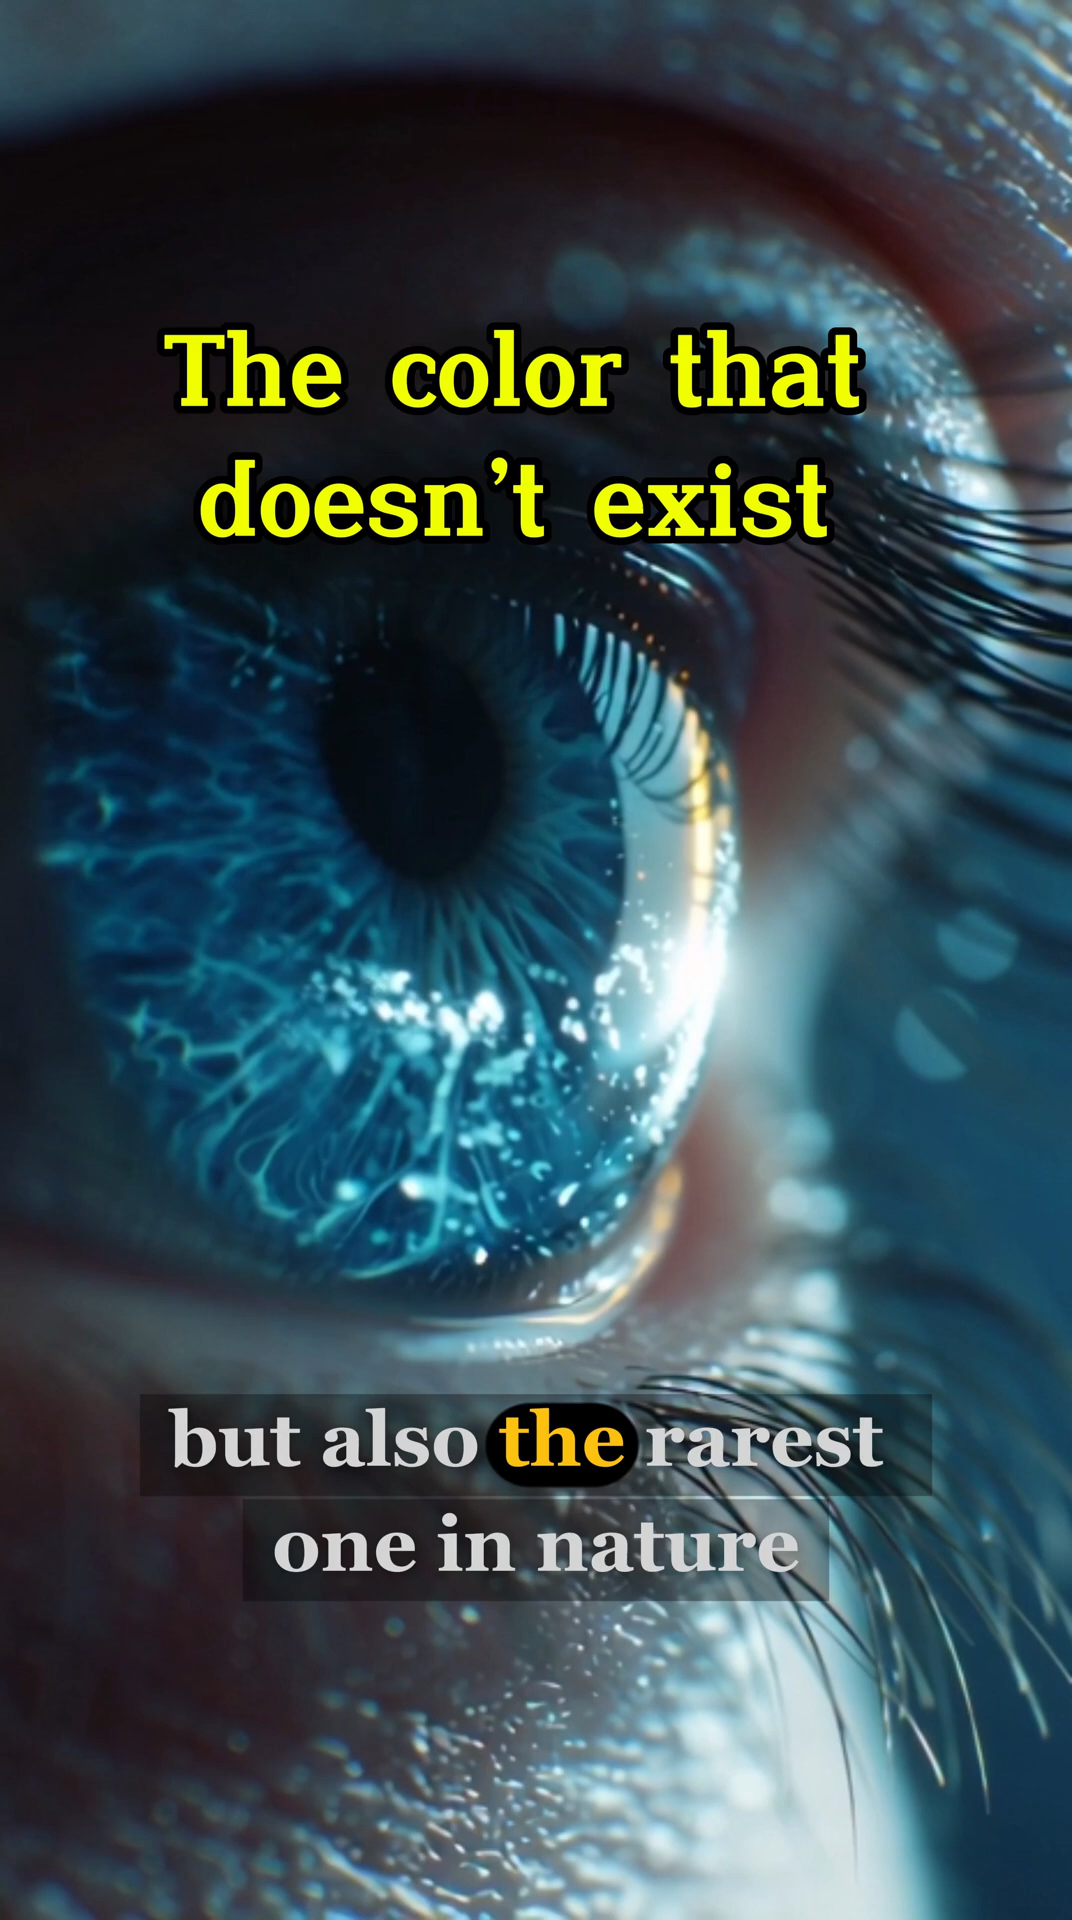 The color that
doesn’t exist
but also the rarest
one in nature